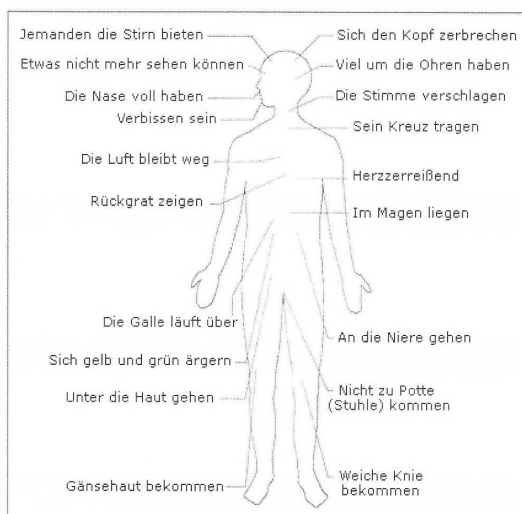 Jemanden die Stirn bieten
Sich den Kopf zerbrechen
Etwas nicht mehr sehen können
Viel um die Ohren haben
Die Nase voll haben
Die Stimme verschlagen
Verbissen sein
Sein Kreuz tragen
Die Luft bleibt weg
Herzzerreißend
Rückgrat zeigen
Im Magen liegen
Die Galle läuft über
An die Niere gehen
Sich gelb und grün ärgern
Unter die Haut gehen
Nicht zu Potte
(Stuhle) kommen
Gänsehaut bekommen
Weiche Knie
bekommen